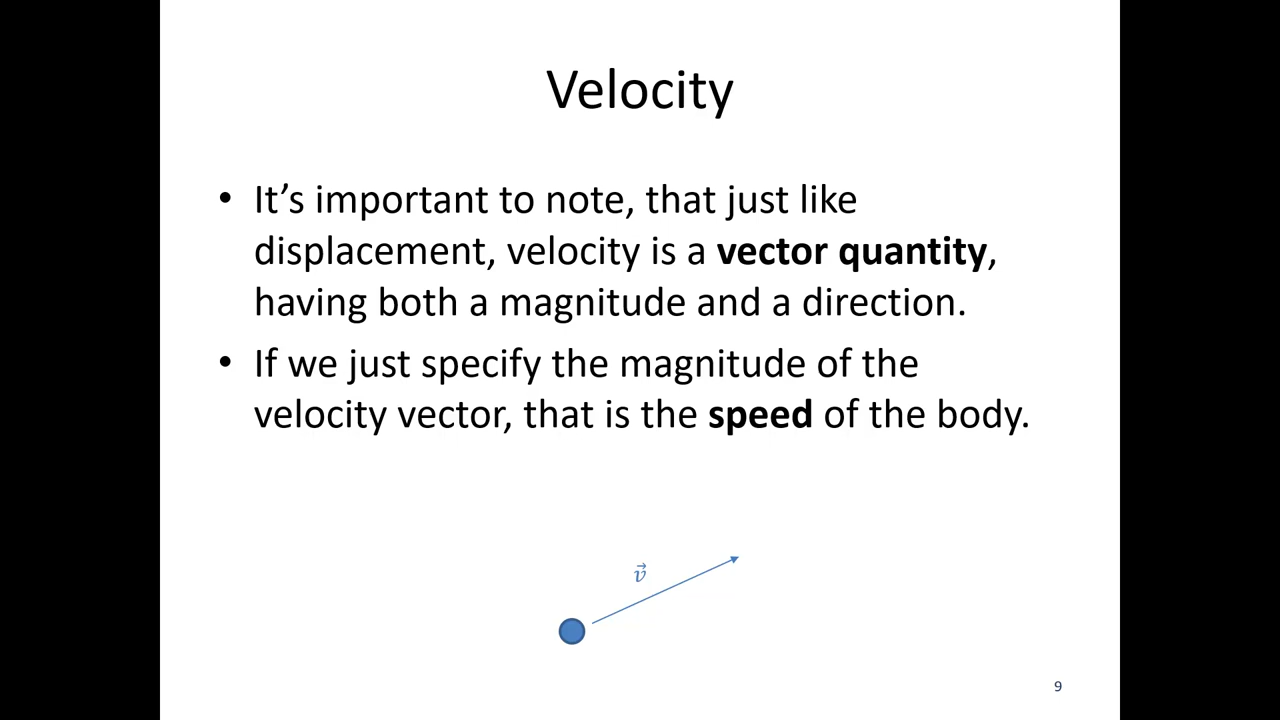 Velocity
• It’s important to note, that just like
displacement, velocity is a vector quantity,
having both a magnitude and a direction.
• If we just specify the magnitude of the
velocity vector, that is the speed of the body.
v⃗
9